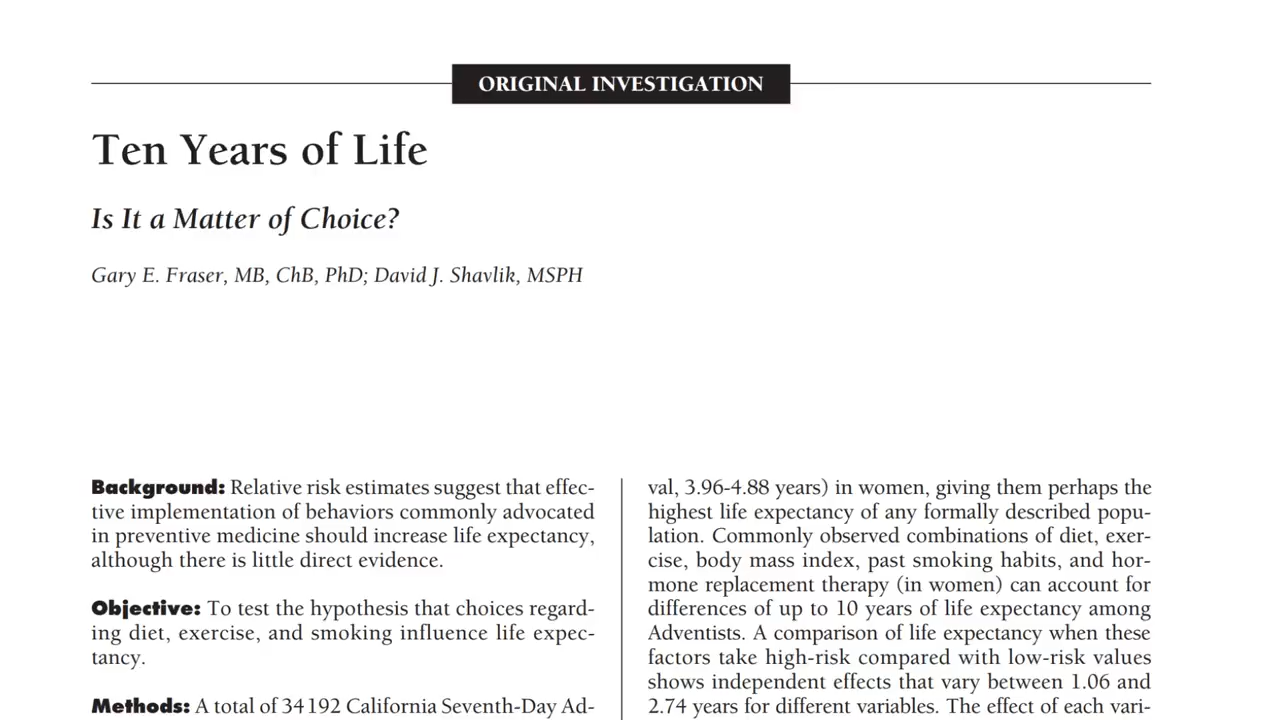 ORIGINAL INVESTIGATION
Ten Years of Life
Is It a Matter of Choice?
Gary E. Fraser, MB, ChB, PhD; David J. Shavlik, MSPH
Background: Relative risk estimates suggest that effec-
tive implementation of behaviors commonly advocated
in preventive medicine should increase life expectancy,
although there is little direct evidence.
Objective: To test the hypothesis that choices regard-
ing diet, exercise, and smoking influence life expec-
tancy.
Methods: A total of 34 192 California Seventh-Day Ad-
val, 3.96-4.88 years) in women, giving them perhaps the
highest life expectancy of any formally described popu-
lation. Commonly observed combinations of diet, exer-
cise, body mass index, past smoking habits, and hor-
mone replacement therapy (in women) can account for
differences of up to 10 years of life expectancy among
Adventists. A comparison of life expectancy when these
factors take high-risk compared with low-risk values
shows independent effects that vary between 1.06 and
2.74 years for different variables. The effect of each vari-